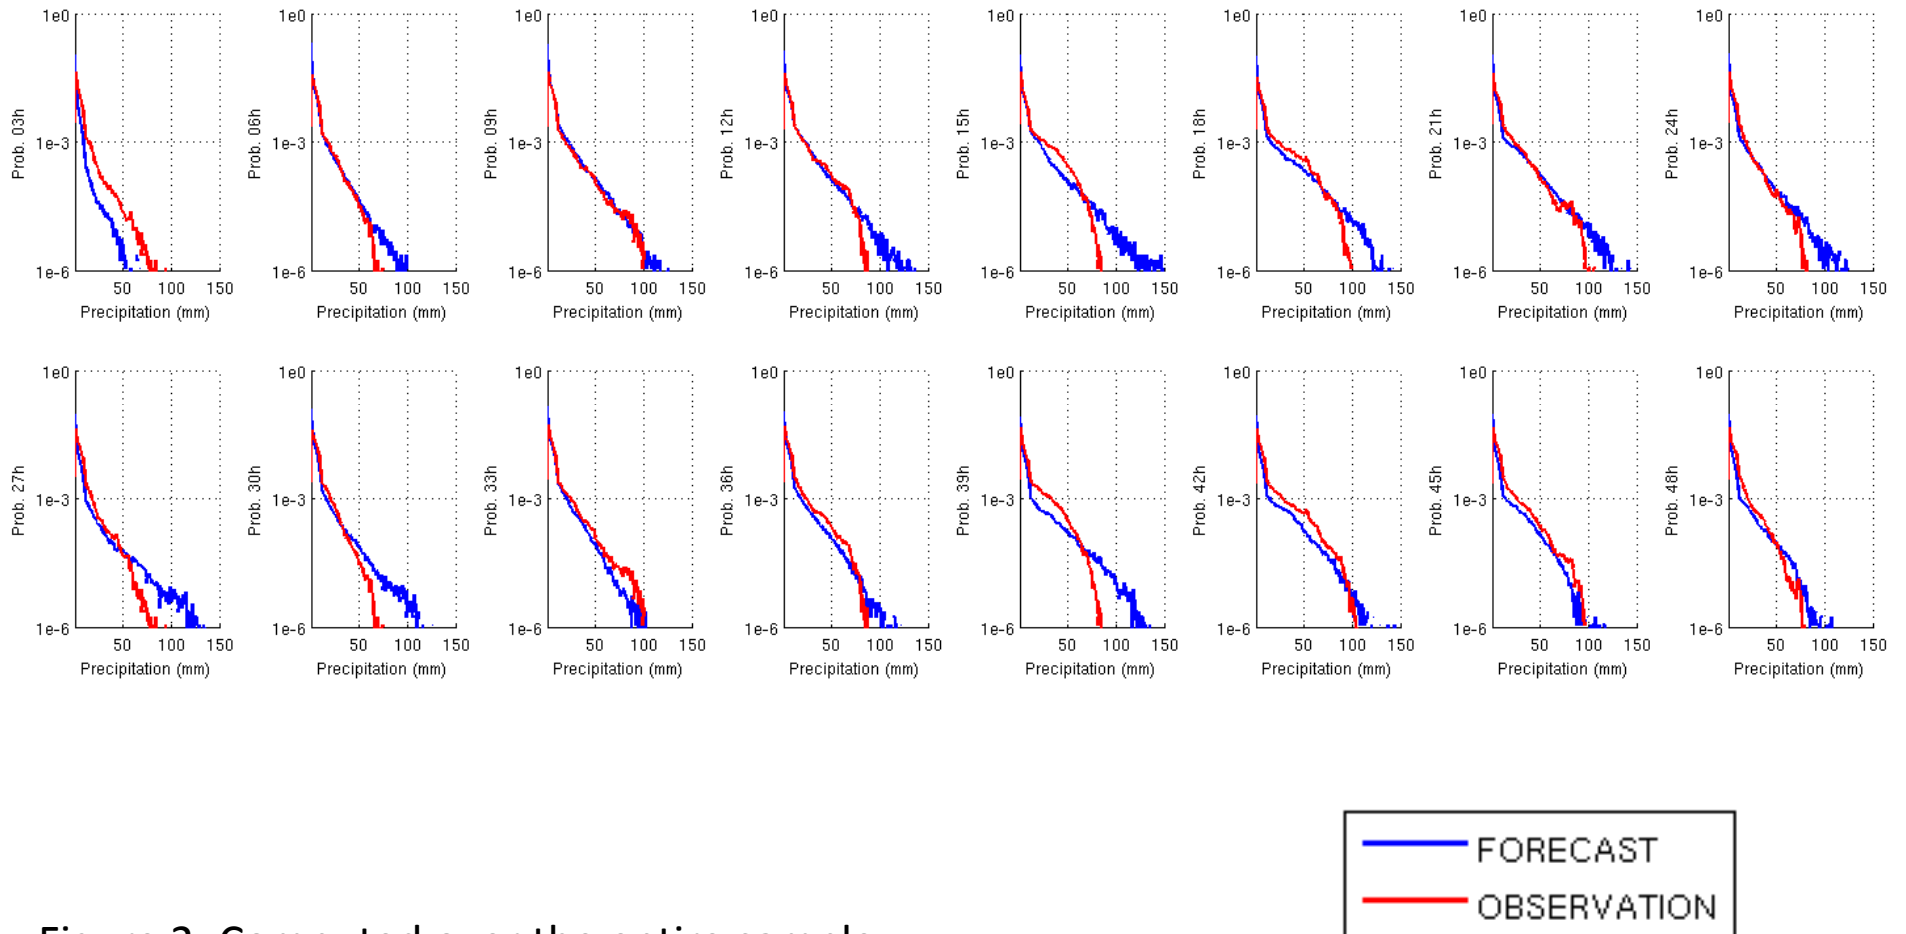 1e0 1e0 1e0 1e0 1e0 1e0 1e0 1e0
Prob. 03h Prob. 06h Prob. 09h Prob. 12h Prob. 15h Prob. 18h Prob. 21h Prob. 24h
1e-3 1e-3 1e-3 1e-3 1e-3 1e-3 1e-3 1e-3
1e-6 1e-6 1e-6 1e-6 1e-6 1e-6 1e-6 1e-6
50 100 150 50 100 150 50 100 150 50 100 150 50 100 150 50 100 150 50 100 150 50 100 150
Precipitation (mm) Precipitation (mm) Precipitation (mm) Precipitation (mm) Precipitation (mm) Precipitation (mm) Precipitation (mm) Precipitation (mm)
1e0 1e0 1e0 1e0 1e0 1e0 1e0 1e0
Prob. 27h Prob. 30h Prob. 33h Prob. 36h Prob. 39h Prob. 42h Prob. 45h Prob. 48h
1e-3 1e-3 1e-3 1e-3 1e-3 1e-3 1e-3 1e-3
1e-6 1e-6 1e-6 1e-6 1e-6 1e-6 1e-6 1e-6
50 100 150 50 100 150 50 100 150 50 100 150 50 100 150 50 100 150 50 100 150 50 100 150
Precipitation (mm) Precipitation (mm) Precipitation (mm) Precipitation (mm) Precipitation (mm) Precipitation (mm) Precipitation (mm) Precipitation (mm)
FORECAST
OBSERVATION
Computed over the entire sample